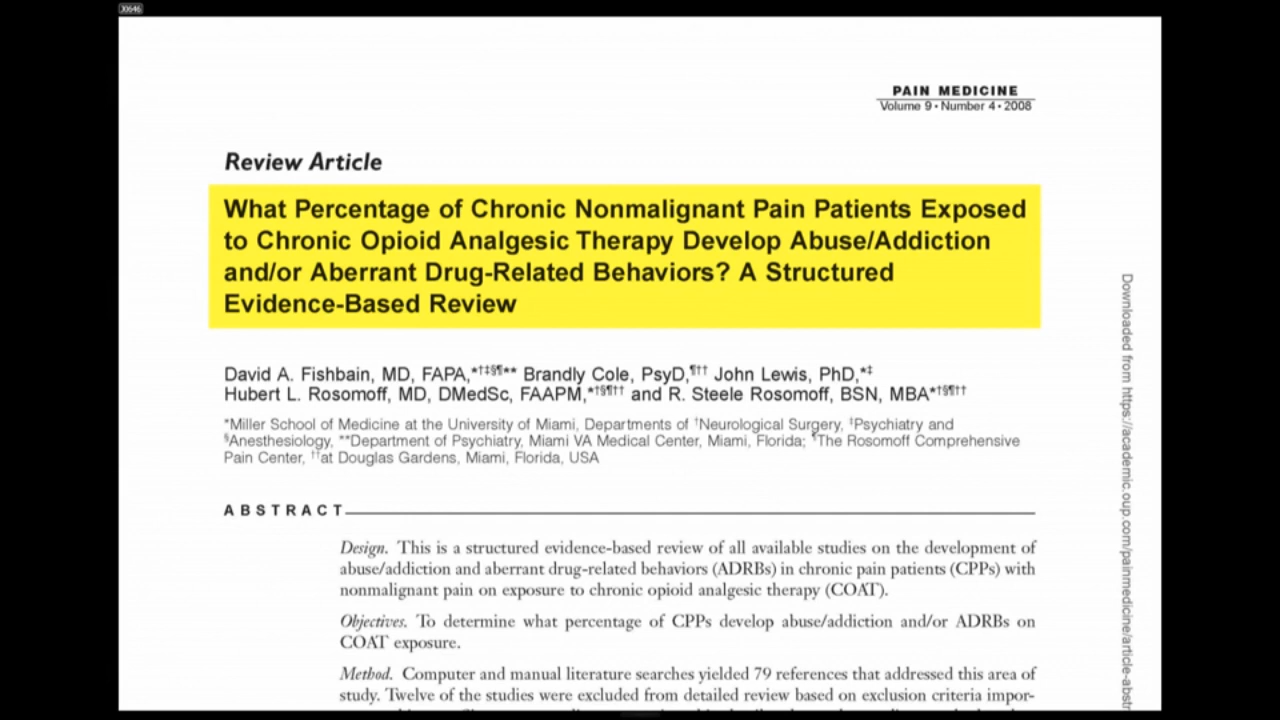 J0646
PAIN MEDICINE
Volume 9 • Number 4 • 2008
Review Article
What Percentage of Chronic Nonmalignant Pain Patients Exposed
to Chronic Opioid Analgesic Therapy Develop Abuse/Addiction
and/or Aberrant Drug-Related Behaviors? A Structured
Evidence-Based Review
David A. Fishbain, MD, FAPA,*†‡§¶** Brandly Cole, PsyD,¶†† John Lewis, PhD,*‡
Hubert L. Rosomoff, MD, DMedSc, FAAPM,*†§¶†† and R. Steele Rosomoff, BSN, MBA*†§¶††
*Miller School of Medicine at the University of Miami, Departments of †Neurological Surgery, ‡Psychiatry and
§Anesthesiology, **Department of Psychiatry, Miami VA Medical Center, Miami, Florida; ¶The Rosomoff Comprehensive
Pain Center, ††at Douglas Gardens, Miami, Florida, USA
ABSTRACT
Design. This is a structured evidence-based review of all available studies on the development of
abuse/addiction and aberrant drug-related behaviors (ADRBs) in chronic pain patients (CPPs) with
nonmalignant pain on exposure to chronic opioid analgesic therapy (COAT).
Objectives. To determine what percentage of CPPs develop abuse/addiction and/or ADRBs on
COAT exposure.
Method. Computer and manual literature searches yielded 79 references that addressed this area of
study. Twelve of the studies were excluded from detailed review based on exclusion criteria impor-
Downloaded from https://academic.oup.com/painmedicine/article-abstr